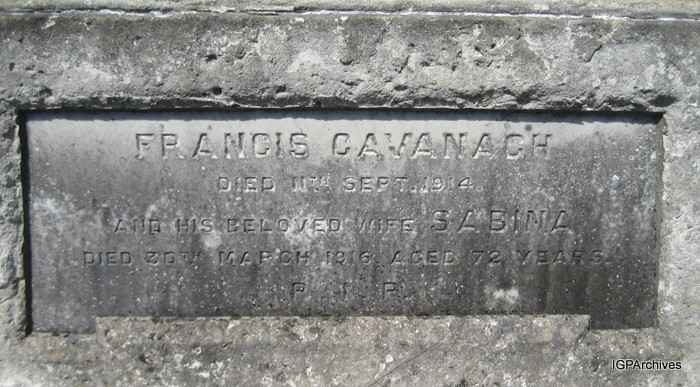 FRANCIS CAVANAGH
DIED 11TH SEPT. 1914
AND HIS BELOVED WIFE SABINA
DIED 30TH MARCH 1916. AGED 72 YEARS.
R. I. P.
IGPArchives